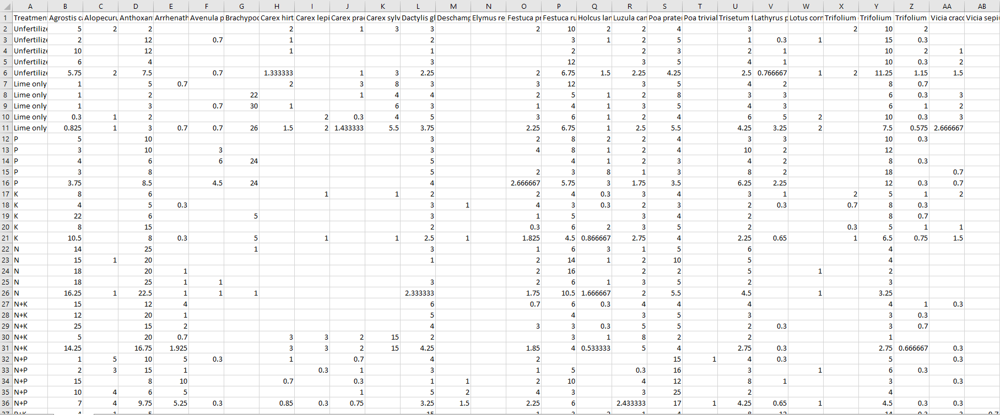 A B C D E F G H I J K L M N O P Q R S T U V W X Y Z AA AB
1 Treatmen Agrostis ca Alopecuru Anthoxan Arrhenath Avenula p Brachypoc Carex hirt Carex lepi Carex prae Carex sylv Dactylis gl Deschamp Elymus re Festuca pr Festuca ru Holcus lan Luzula can Poa prate Poa trivial Trisetum f Lathyrus p Lotus corn Trifolium Trifolium Trifolium Vicia cracc Vicia sepi
2 Unfertilize 5 2 2 2 1 3 3 2 10 2 2 4 3 2 10 2
3 Unfertilize 2 12 0.7 1 2 3 1 2 5 1 0.3 1 15 0.3
4 Unfertilize 10 12 1 1 2 2 3 2 1 10 2 1
5 Unfertilize 6 4 3 12 3 5 4 1 10 0.3 2
6 Unfertilize 5.75 2 7.5 0.7 1.333333 1 3 2.25 2 6.75 1.5 2.25 4.25 2.5 0.766667 1 2 11.25 1.15 1.5
7 Lime only 1 5 0.7 2 3 8 3 3 12 3 5 4 2 8 0.7
8 Lime only 1 2 22 1 4 4 2 5 1 2 8 3 3 6 0.3 3
9 Lime only 1 3 0.7 30 1 6 3 1 4 1 3 5 4 3 6 1 2
10 Lime only 0.3 1 2 2 0.3 4 5 3 6 1 2 4 6 5 2 10 0.3 3
11 Lime only 0.825 1 3 0.7 0.7 26 1.5 2 1.433333 5.5 3.75 2.25 6.75 1 2.5 5.5 4.25 3.25 2 7.5 0.575 2.666667
12 P 5 10 3 2 8 2 2 4 3 3 10 0.3
13 P 3 10 3 3 4 8 1 2 4 10 2 12
14 P 4 6 6 24 5 4 1 2 3 4 2 8 0.3
15 P 3 8 5 2 3 8 1 3 8 2 18 0.7
16 P 3.75 8.5 4.5 24 4 2.666667 5.75 3 1.75 3.5 6.25 2.25 12 0.3 0.7
17 K 8 6 1 1 2 2 4 0.3 3 4 3 1 2 5 1 2
18 K 4 5 0.3 3 1 4 3 0.3 2 3 2 0.3 0.7 8 0.3
19 K 22 6 5 3 1 5 3 4 2 8 0.7
20 K 8 15 2 0.3 6 2 3 5 2 0.3 5 1 1
21 K 10.5 8 0.3 5 1 1 2.5 1 1.825 4.5 0.866667 2.75 4 2.25 0.65 1 6.5 0.75 1.5
22 N 14 25 1 3 1 6 3 1 5 6 4
23 N 15 1 20 1 2 14 1 2 10 5 4
24 N 18 20 1 2 16 2 2 5 1 2
25 N 18 25 1 1 3 2 6 1 3 5 2 3
26 N 16.25 1 22.5 1 1 1 2.333333 1.75 10.5 1.666667 2 5.5 4.5 1 3.25
27 N+K 15 12 4 6 0.7 6 0.3 4 4 4 4 1 0.3
28 N+K 12 20 1 5 4 3 5 3 3 0.3
29 N+K 25 15 2 4 3 3 0.3 5 5 2 0.3 3 0.7
30 N+K 5 20 0.7 3 3 2 15 2 3 1 8 2 2 1
31 N+K 14.25 16.75 1.925 3 3 2 15 4.25 1.85 4 0.533333 5 4 2.75 0.3 2.75 0.666667 0.3
32 N+P 1 5 10 5 0.3 1 0.7 4 2 15 1 4 0.3 5 0.3
33 N+P 2 3 15 1 0.3 1 3 1 5 0.3 16 3 1 6 0.3
34 N+P 15 8 10 0.7 0.3 1 1 2 10 4 12 8 1 3 0.3
35 N+P 10 4 6 5 1 5 2 4 3 3 25 2 4
36 N+P 7 4 9.75 5.25 0.3 0.85 0.3 0.75 3.25 1.5 2.25 6 2.433333 17 1 4.25 0.65 1 4.5 0.3 0.3